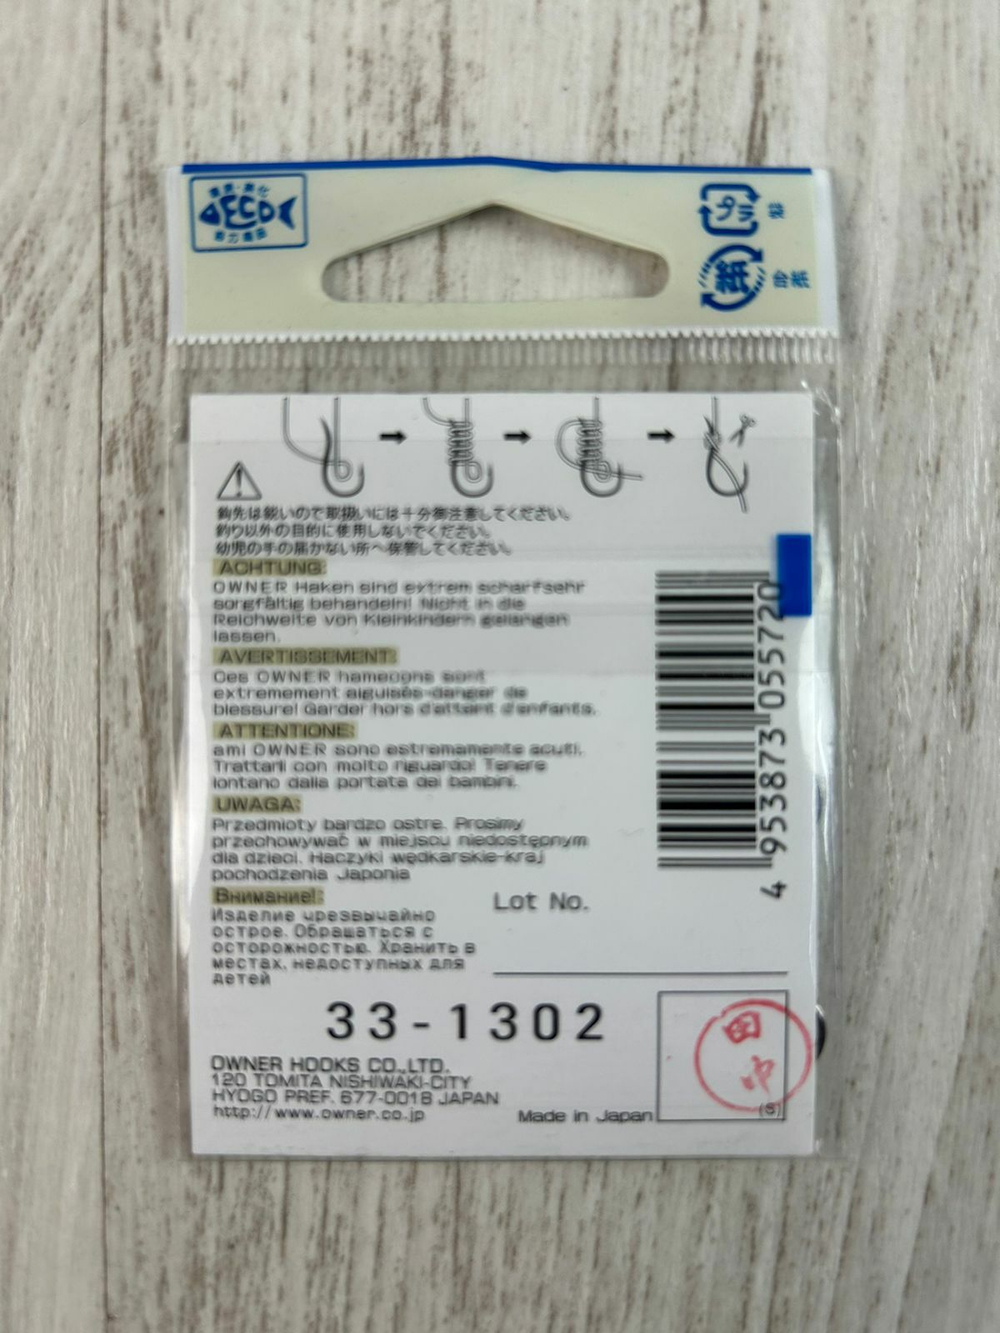 ECO
プラ
袋
紙
台紙
釣先は鋭いので取扱いには十分御注意してください。
釣り以外の目的に使用しないでください。
幼児の手の届かない所へ保管してください。
ACHTUNG:
OWNER Haken sind extrem scharfsehr
sorgfältig behandeln! Nicht in die
Reichweite von Kleinkindern gelangen
lassen.
AVERTISSEMENT:
Ces OWNER hameçons sont
extremement aiguisés-danger de
blessure! Garder hors d'attent d'enfants.
ATTENTIONE:
ami OWNER sono estremamente acuti.
Trattarli con molto riguardo! Tenere
lontano dalla portata dei bambini.
UWAGA:
Przedmioty bardzo ostre. Prosimy
przechowywać w miejscu niedostępnym
dla dzieci. Haczyki wędkarskie-kraj
pochodzenia Japonia
Внимание!:
Изделие чрезвычайно
острое. Обращаться с
осторожностью. Хранить в
местах, недоступных для
детей
4 953873 055720
Lot No.
33-1302
OWNER HOOKS CO.,LTD.
120 TOMITA NISHIWAKI-CITY
HYOGO PREF. 677-0018 JAPAN
http://www.owner.co.jp
Made in Japan
田中
(S)